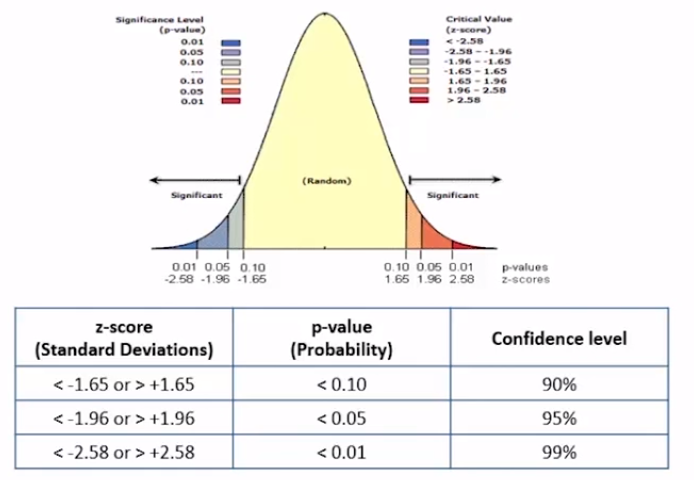 Significance Level
(p-value)
0.01
0.05
0.10
---
0.10
0.05
0.01
Critical Value
(z-score)
< -2.58
-2.58 - -1.96
-1.96 - -1.65
-1.65 - 1.65
1.65 - 1.96
1.96 - 2.58
> 2.58
(Random)
Significant
Significant
0.01 0.05 0.10 0.10 0.05 0.01 p-values
-2.58 -1.96 -1.65 1.65 1.96 2.58 z-scores
z-score
(Standard Deviations)
p-value
(Probability)
Confidence level
< -1.65 or > +1.65 < 0.10 90%
< -1.96 or > +1.96 < 0.05 95%
< -2.58 or > +2.58 < 0.01 99%